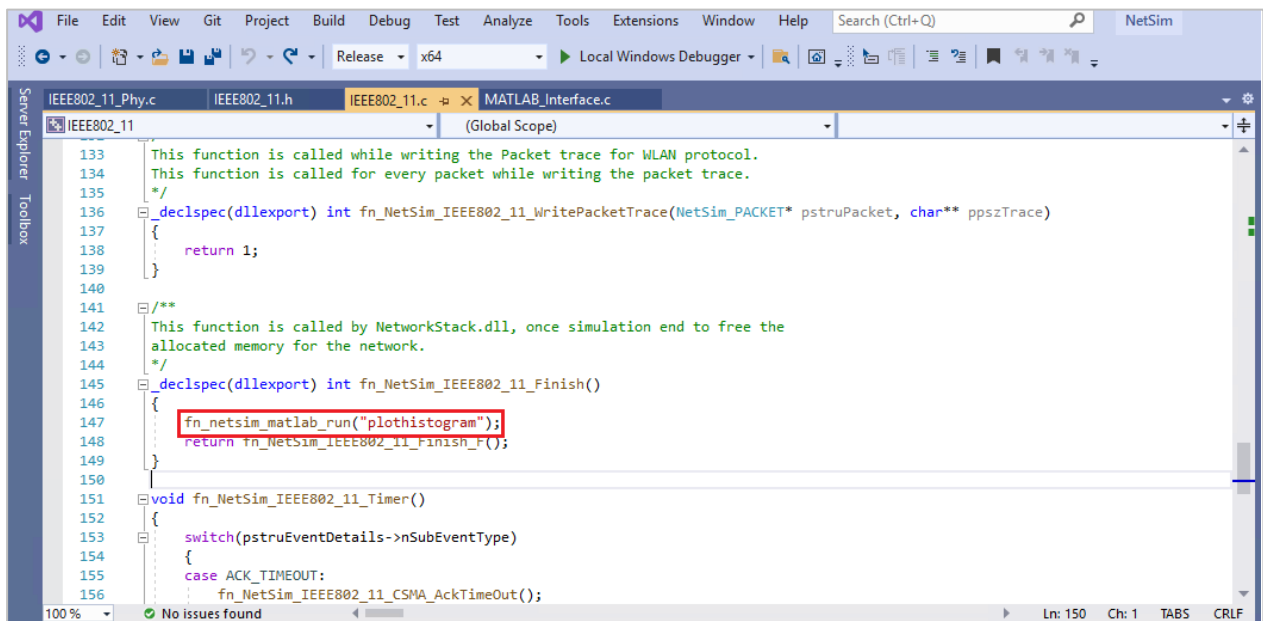 File Edit View Git Project Build Debug Test Analyze Tools Extensions Window Help Search (Ctrl+Q) NetSim
Release x64 Local Windows Debugger
Server Explorer
Toolbox
IEEE802_11_Phy.c IEEE802_11.h IEEE802_11.c MATLAB_Interface.c
IEEE802_11 (Global Scope)
133 This function is called while writing the Packet trace for WLAN protocol.
134 This function is called for every packet while writing the packet trace.
135 */
136 _declspec(dllexport) int fn_NetSim_IEEE802_11_WritePacketTrace(NetSim_PACKET* pstruPacket, char** ppszTrace)
137 {
138 return 1;
139 }
140
141 /**
142 This function is called by NetworkStack.dll, once simulation end to free the
143 allocated memory for the network.
144 */
145 _declspec(dllexport) int fn_NetSim_IEEE802_11_Finish()
146 {
147 fn_netsim_matlab_run("plothistogram");
148 return fn_NetSim_IEEE802_11_Finish_F();
149 }
150
151 void fn_NetSim_IEEE802_11_Timer()
152 {
153 switch(pstruEventDetails->nSubEventType)
154 {
155 case ACK_TIMEOUT:
156 fn_NetSim_IEEE802_11_CSMA_AckTimeOut();
100 % No issues found Ln: 150 Ch: 1 TABS CRLF